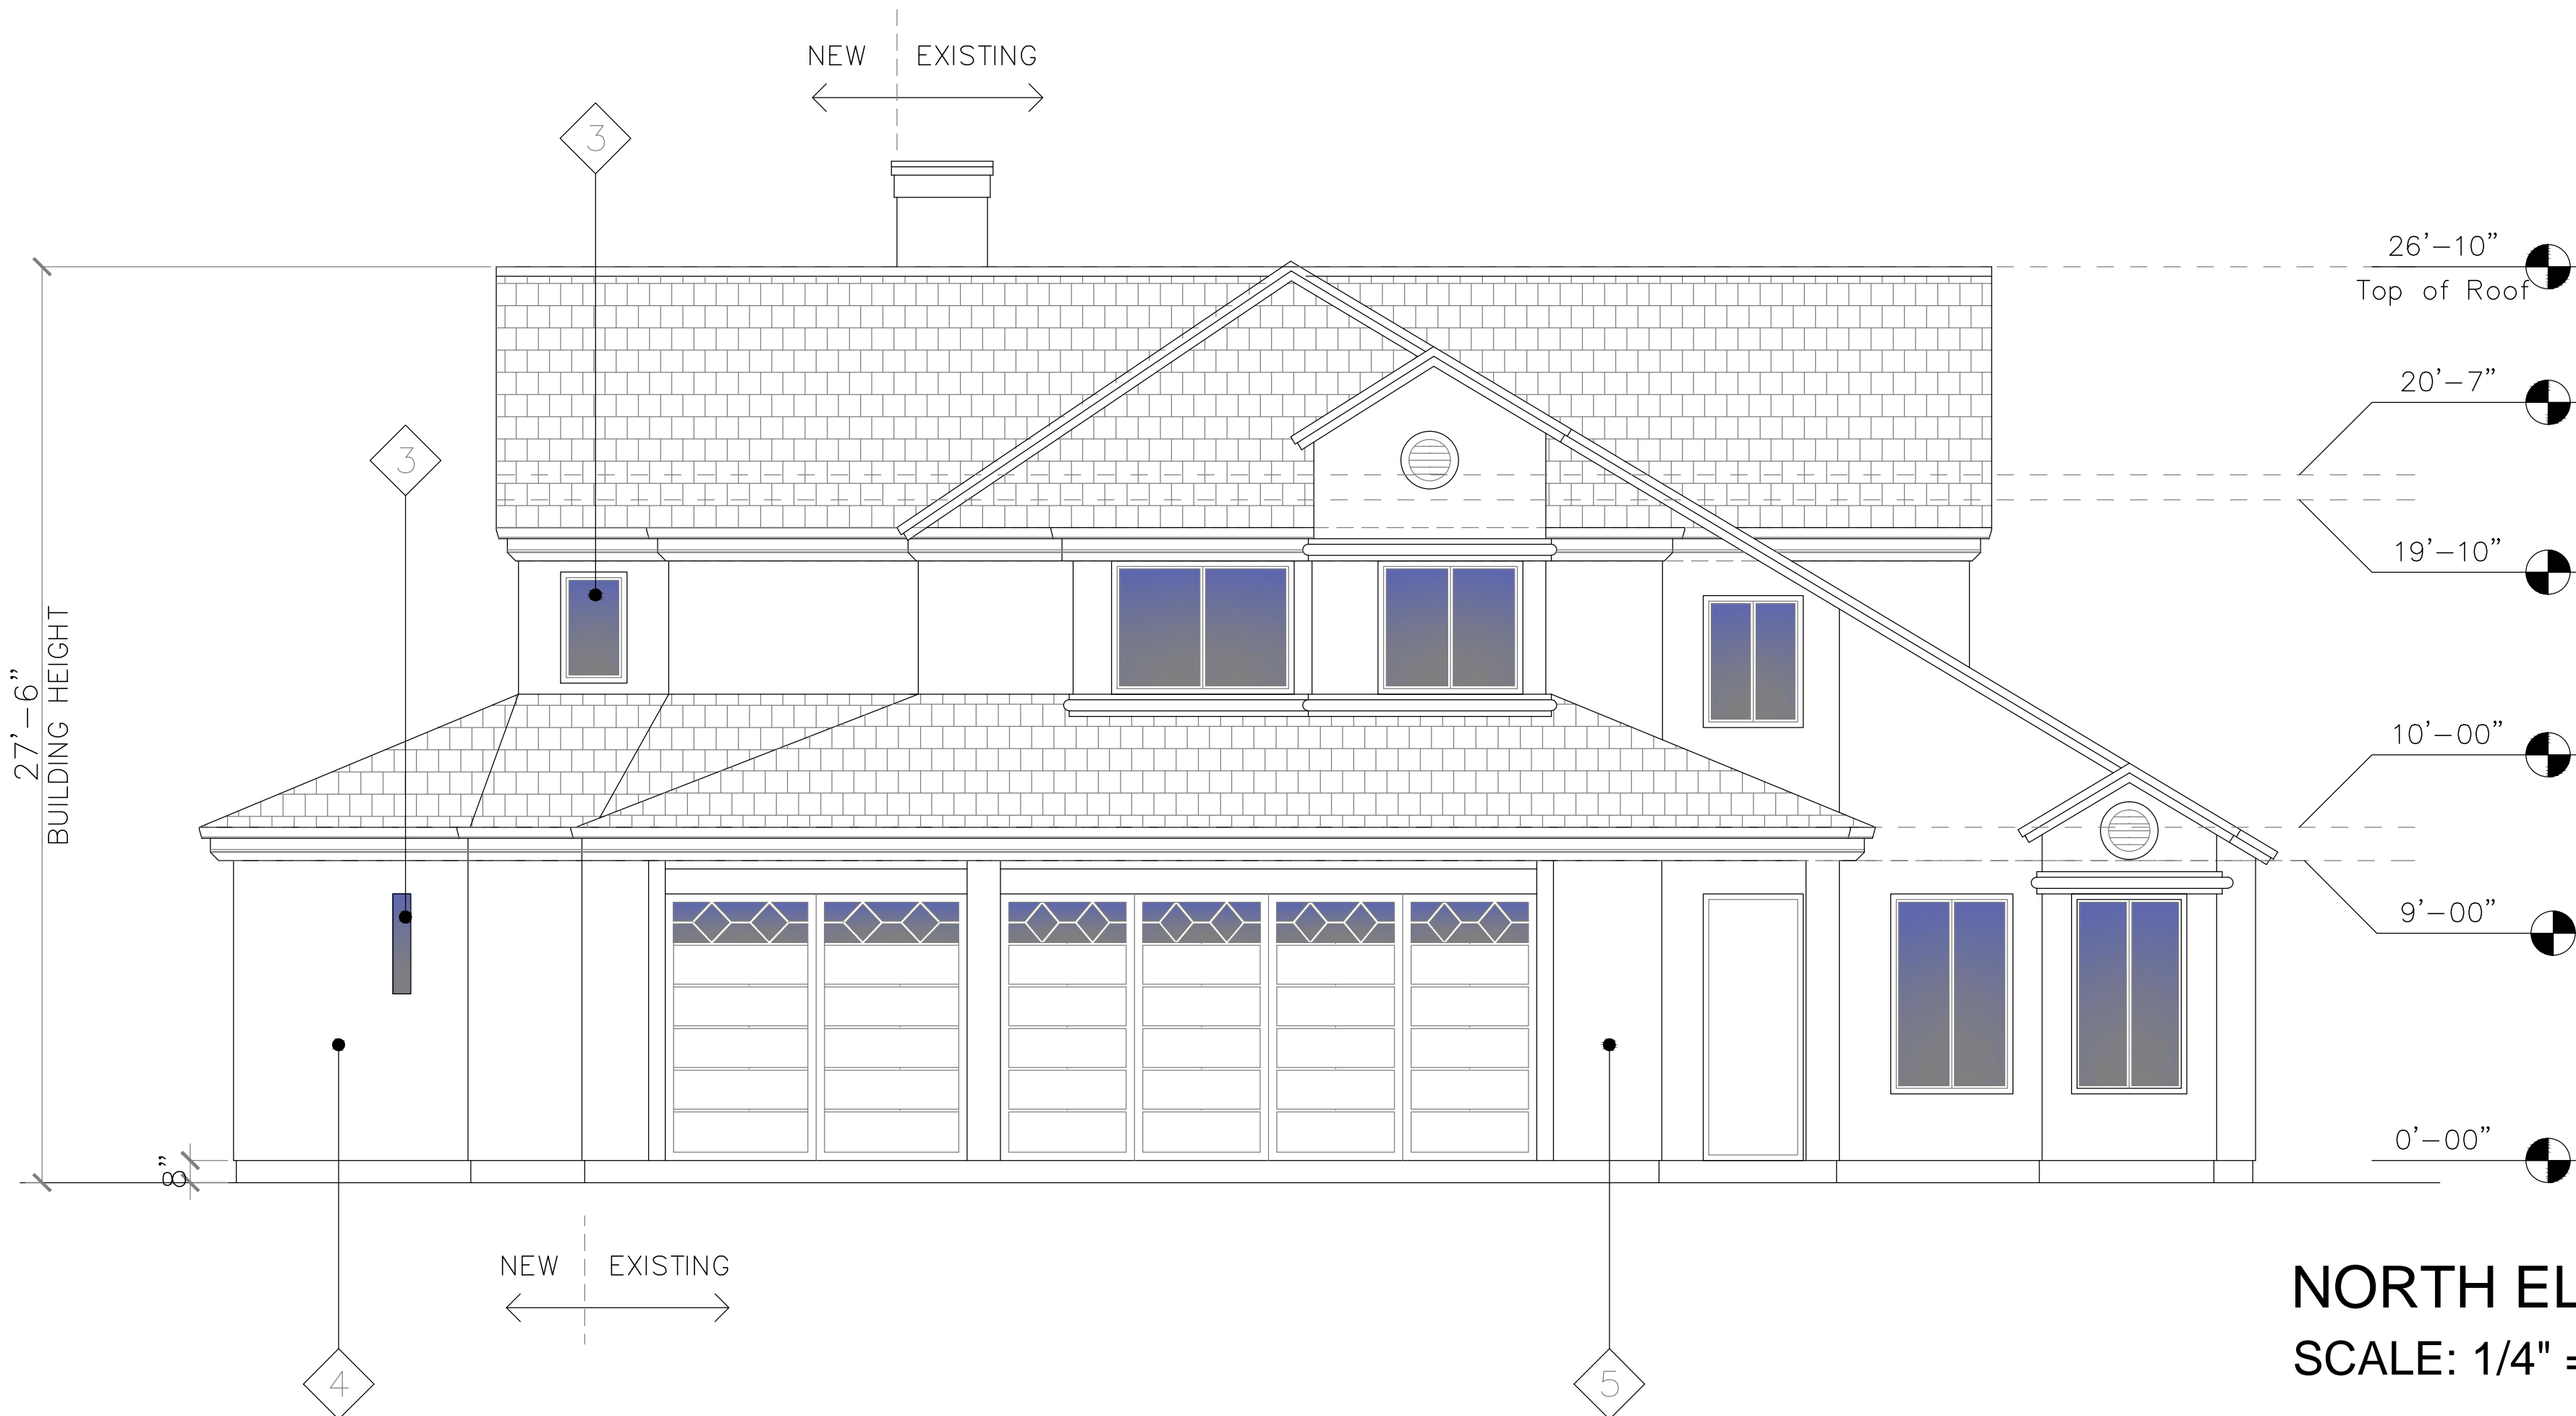 NEW EXISTING
3
26'-10"
Top of Roof
20'-7"
3
19'-10"
27'-6"
BUILDING HEIGHT
10'-00"
9'-00"
0'-00"
8"
NEW EXISTING
NORTH EL
SCALE: 1/4" =
4
5